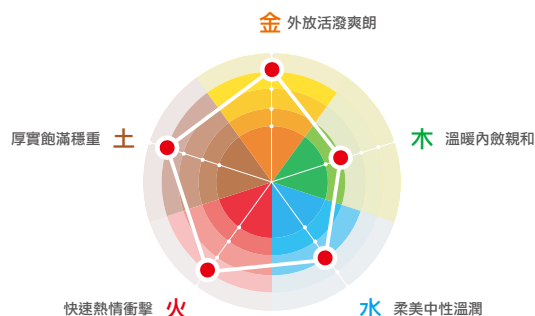 金 外放活潑爽朗
厚實飽滿穩重 土
木 溫暖內斂親和
快速熱情衝擊 火
水 柔美中性溫潤